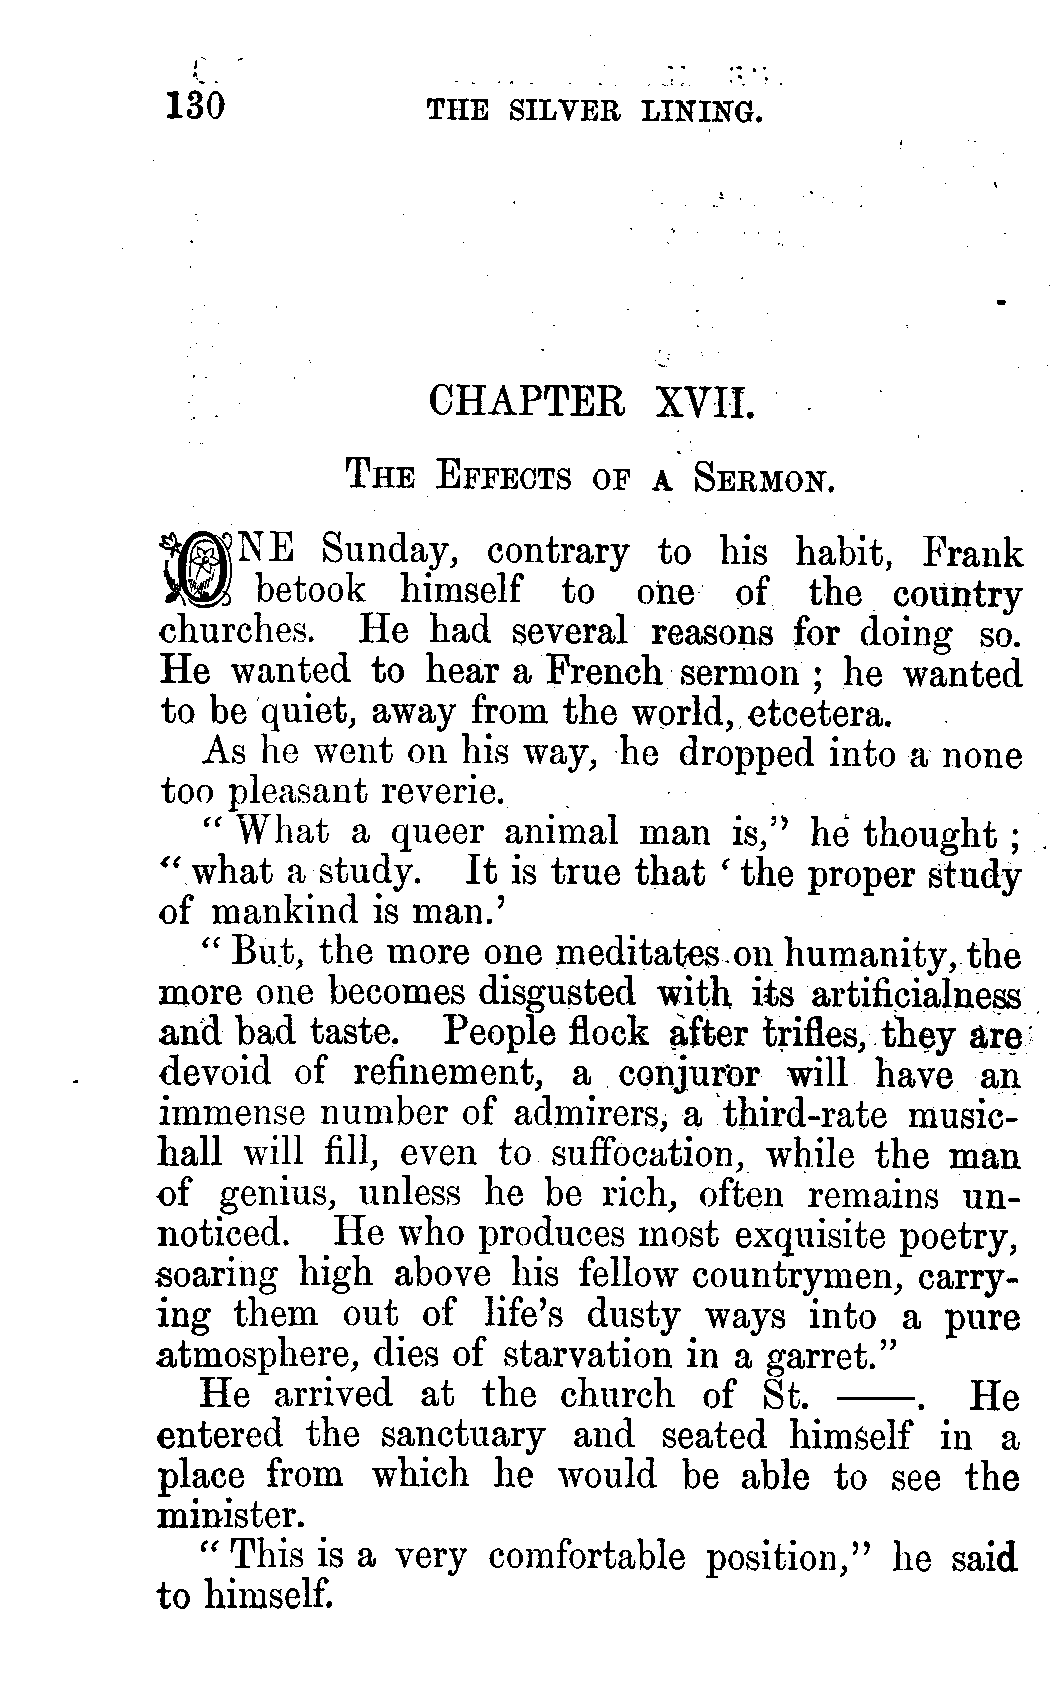 130 THE SILVER LINING.
CHAPTER XVII.
THE EFFECTS OF A SERMON.
ONE Sunday, contrary to his habit, Frank
betook himself to one of the country
churches. He had several reasons for doing so.
He wanted to hear a French sermon ; he wanted
to be quiet, away from the world, etcetera.
As he went on his way, he dropped into a none
too pleasant reverie.
“ What a queer animal man is,” he thought ;
“ what a study. It is true that ‘ the proper study
of mankind is man.’
“ But, the more one meditates on humanity, the
more one becomes disgusted with its artificialness
and bad taste. People flock after trifles, they are
devoid of refinement, a conjuror will have an
immense number of admirers, a third-rate music-
hall will fill, even to suffocation, while the man
of genius, unless he be rich, often remains un-
noticed. He who produces most exquisite poetry,
soaring high above his fellow countrymen, carry-
ing them out of life’s dusty ways into a pure
atmosphere, dies of starvation in a garret.”
He arrived at the church of St. ——. He
entered the sanctuary and seated himself in a
place from which he would be able to see the
minister.
“ This is a very comfortable position,” he said
to himself.